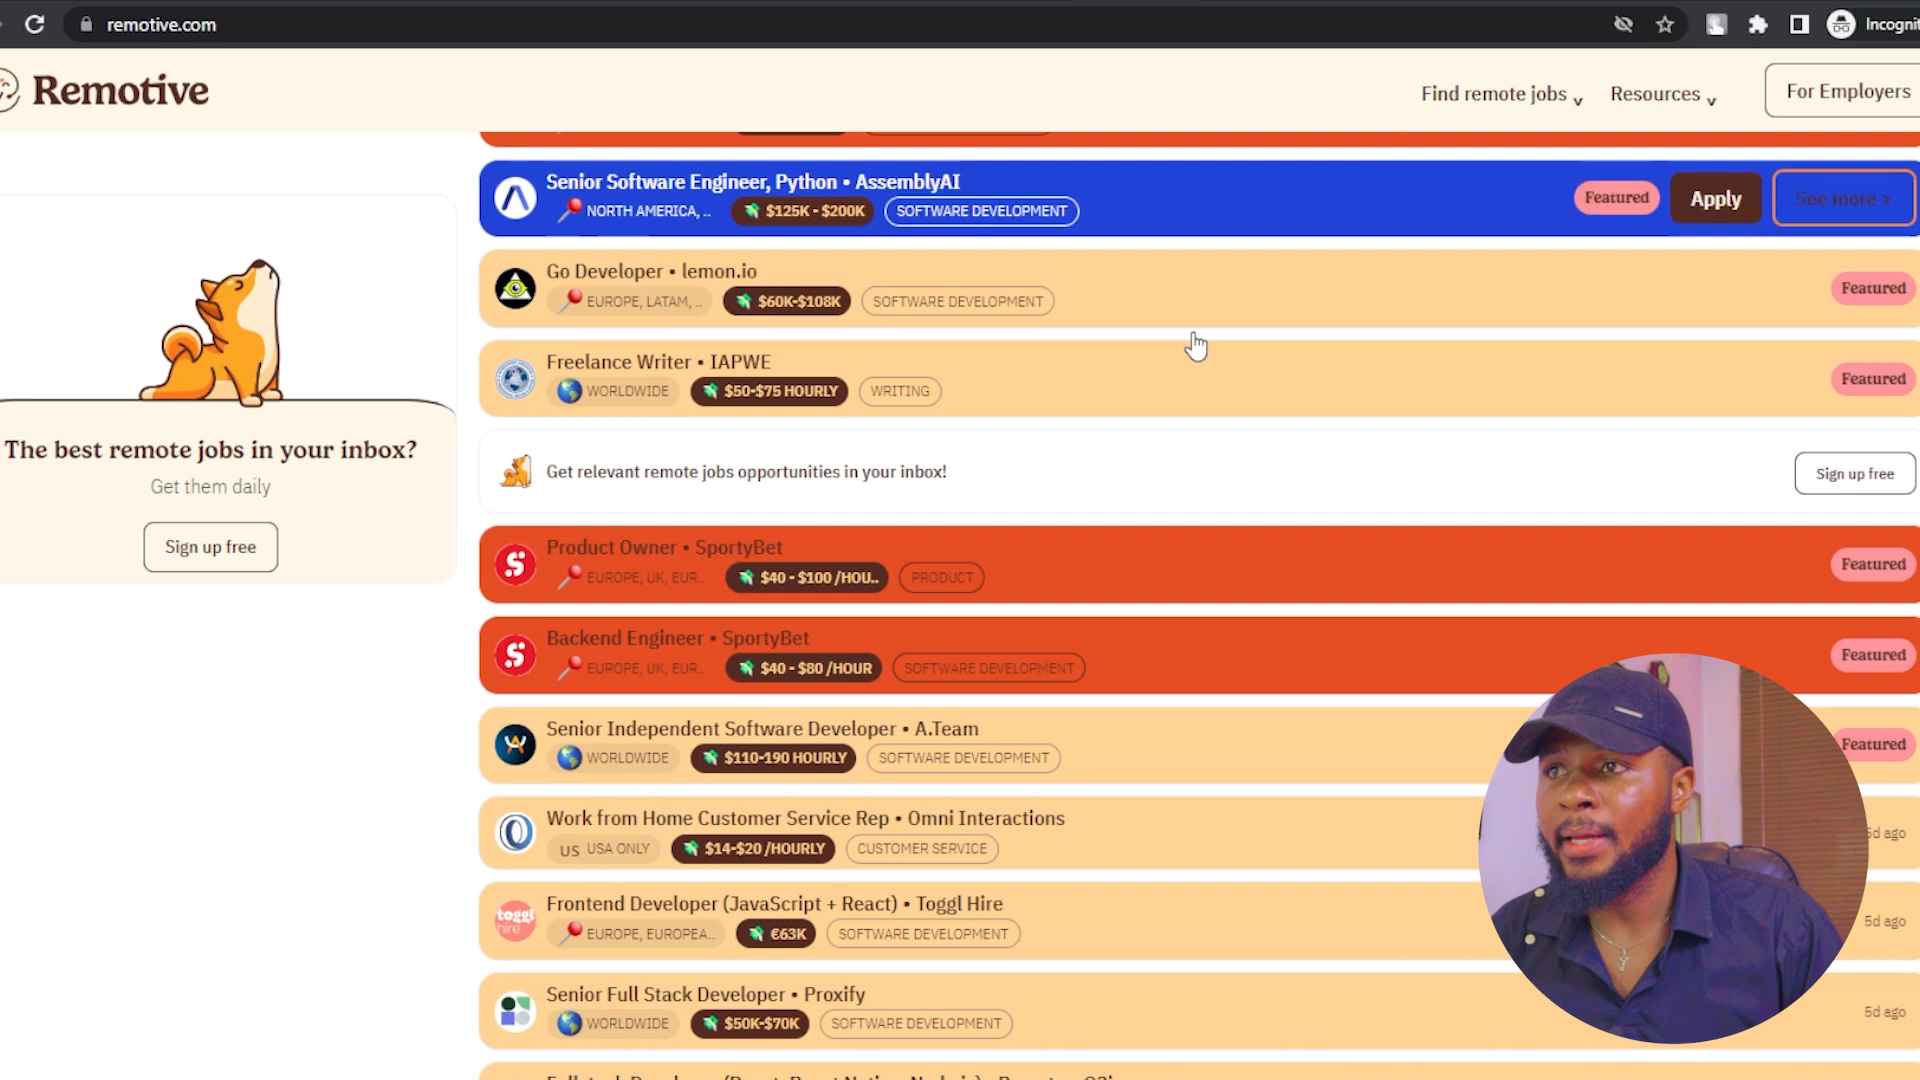 remotive.com
Incognit
Remotive
Find remote jobs
Resources
For Employers
Senior Software Engineer, Python • AssemblyAI
NORTH AMERICA, ..
$125K - $200K
SOFTWARE DEVELOPMENT
Featured
Apply
See more >
Go Developer • lemon.io
EUROPE, LATAM, ..
$60K-$108K
SOFTWARE DEVELOPMENT
Featured
Freelance Writer • IAPWE
WORLDWIDE
$50-$75 HOURLY
WRITING
Featured
The best remote jobs in your inbox?
Get them daily
Sign up free
Get relevant remote jobs opportunities in your inbox!
Sign up free
Product Owner • SportyBet
EUROPE, UK, EUR..
$40 - $100 /HOU..
PRODUCT
Featured
Backend Engineer • SportyBet
EUROPE, UK, EUR..
$40 - $80 /HOUR
SOFTWARE DEVELOPMENT
Featured
Senior Independent Software Developer • A.Team
WORLDWIDE
$110-190 HOURLY
SOFTWARE DEVELOPMENT
Featured
Work from Home Customer Service Rep • Omni Interactions
US USA ONLY
$14-$20 /HOURLY
CUSTOMER SERVICE
5d ago
toggl
hire
Frontend Developer (JavaScript + React) • Toggl Hire
EUROPE, EUROPEA..
€63K
SOFTWARE DEVELOPMENT
5d ago
Senior Full Stack Developer • Proxify
WORLDWIDE
$50K-$70K
SOFTWARE DEVELOPMENT
5d ago